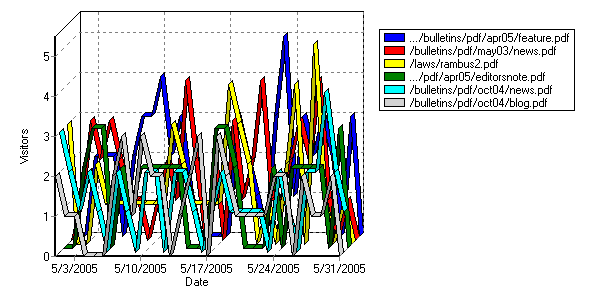 .../bulletins/pdf/apr05/feature.pdf
/bulletins/pdf/may03/news.pdf
/laws/rambus2.pdf
.../pdf/apr05/editorsnote.pdf
/bulletins/pdf/oct04/news.pdf
/bulletins/pdf/oct04/blog.pdf
Visitors
5
4
3
2
1
0
5/3/2005 5/10/2005 5/17/2005 5/24/2005 5/31/2005
Date